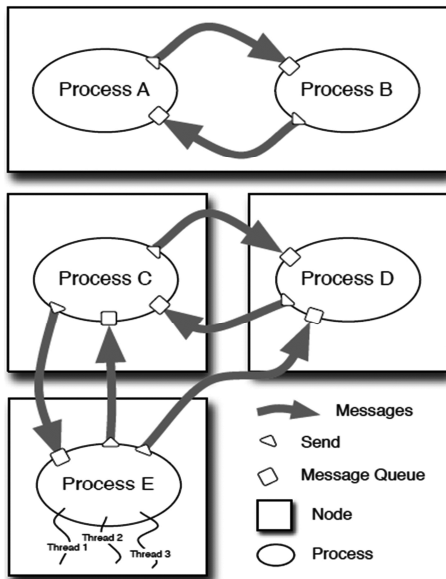 Process A
Process B
Process C
Process D
Process E
Thread 1
Thread 2
Thread 3
Messages
Send
Message Queue
Node
Process